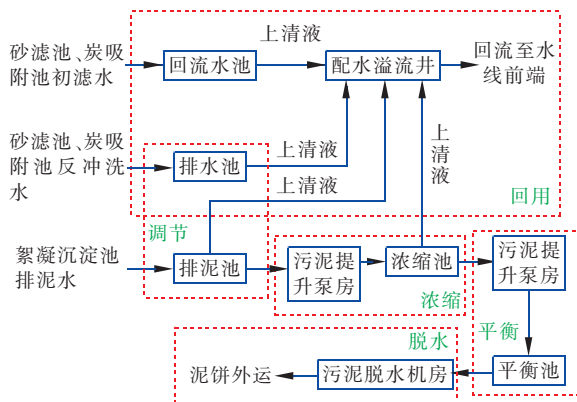 砂滤池、炭吸
附池初滤水
回流水池
上清液
配水溢流井
回流至水
线前端
砂滤池、炭吸
附池反冲洗
水
排水池
上清液
上清液
上清液
回用
调节
絮凝沉淀池
排泥水
排泥池
污泥提
升泵房
浓缩池
浓缩
污泥提
升泵房
平衡
脱水
泥饼外运
污泥脱水机房
平衡池